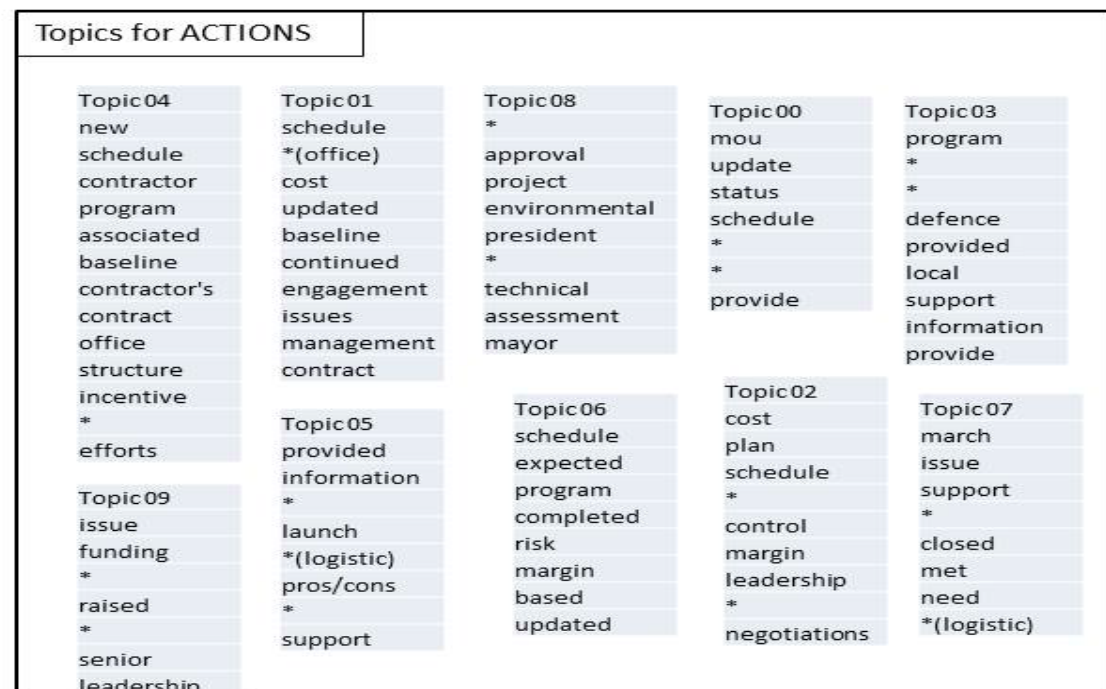 Topics for ACTIONS
Topic04
new
schedule
contractor
program
associated
baseline
contractor's
contract
office
structure
incentive
*
efforts
Topic01
schedule
*(office)
cost
updated
baseline
continued
engagement
issues
management
contract
Topic08
*
approval
project
environmental
president
*
technical
assessment
mayor
Topic00
mou
update
status
schedule
*
*
provide
Topic03
program
*
*
defence
provided
local
support
information
provide
Topic09
issue
funding
*
raised
*
senior
leadership
Topic05
provided
information
*
launch
*(logistic)
pros/cons
*
support
Topic06
schedule
expected
program
completed
risk
margin
based
updated
Topic02
cost
plan
schedule
*
control
margin
leadership
*
negotiations
Topic07
march
issue
support
*
closed
met
need
*(logistic)